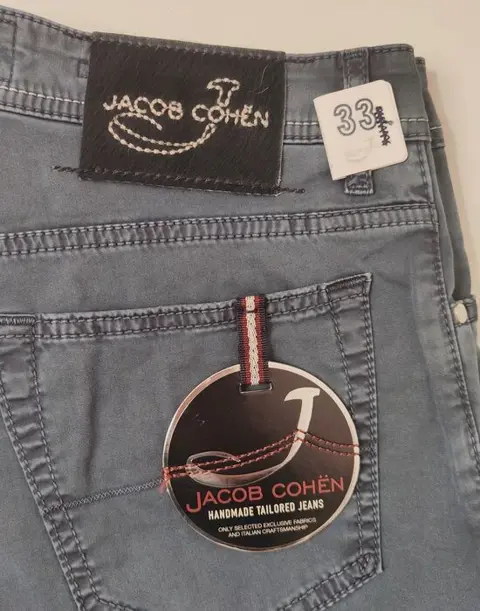 JACOB COHËN
33
JACOB COHËN
HANDMADE TAILORED JEANS
ONLY SELECTED EXCLUSIVE FABRICS
AND ITALIAN CRAFTSMANSHIP